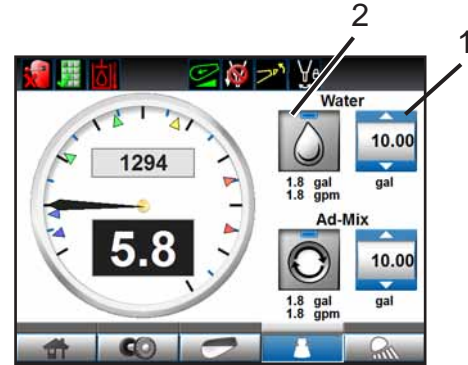 2
1
Water
1294
10.00
1.8 gal
1.8 gpm
gal
5.8
Ad-Mix
10.00
1.8 gal
1.8 gpm
gal